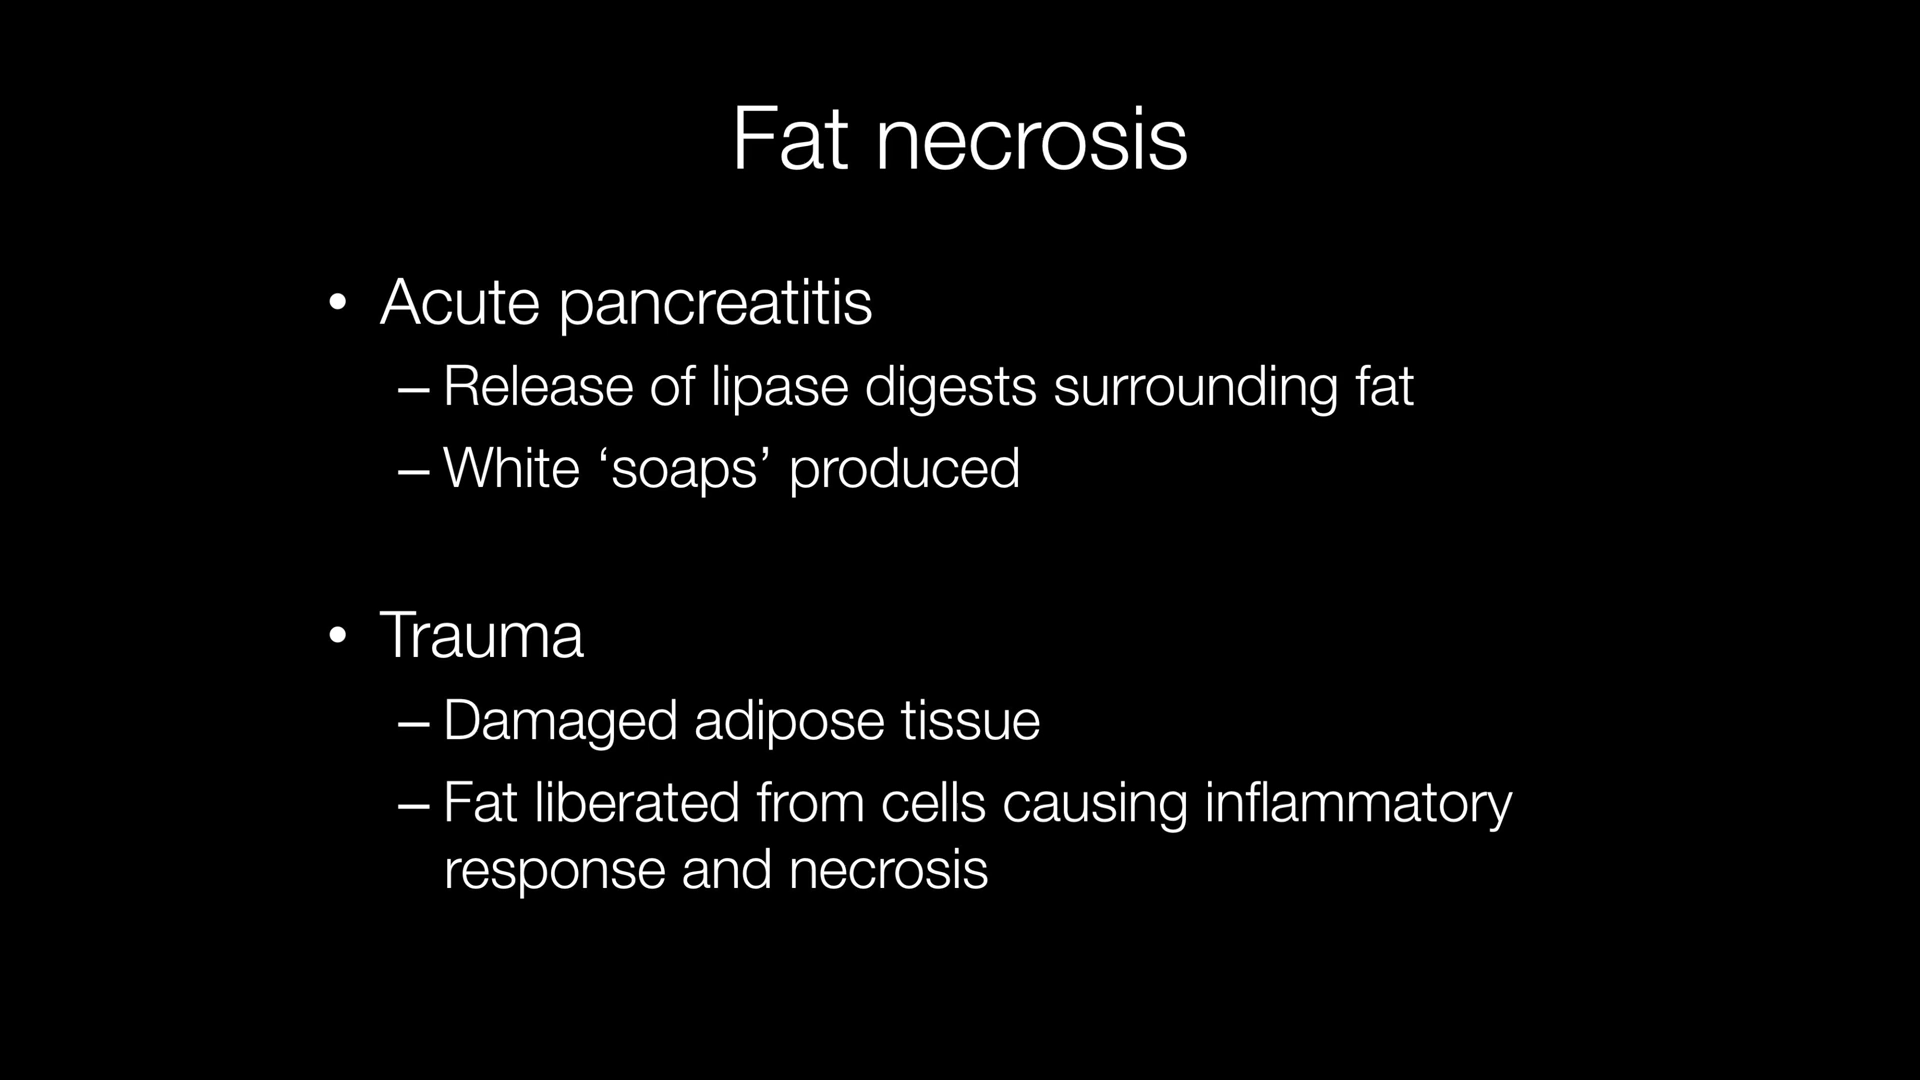 Fat necrosis
• Acute pancreatitis
– Release of lipase digests surrounding fat
– White ‘soaps’ produced
• Trauma
– Damaged adipose tissue
– Fat liberated from cells causing inflammatory
response and necrosis